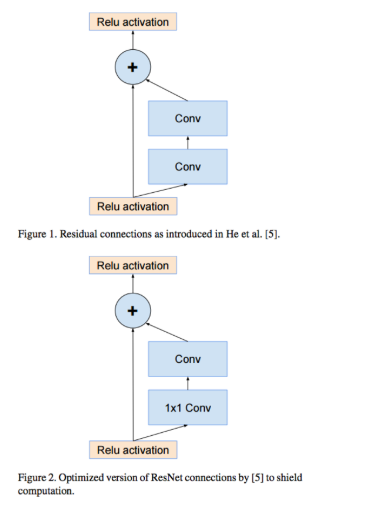 Relu activation
+
Conv
Conv
Relu activation
Figure 1. Residual connections as introduced in He et al. [5].
Relu activation
+
Conv
1x1 Conv
Relu activation
Figure 2. Optimized version of ResNet connections by [5] to shield
computation.